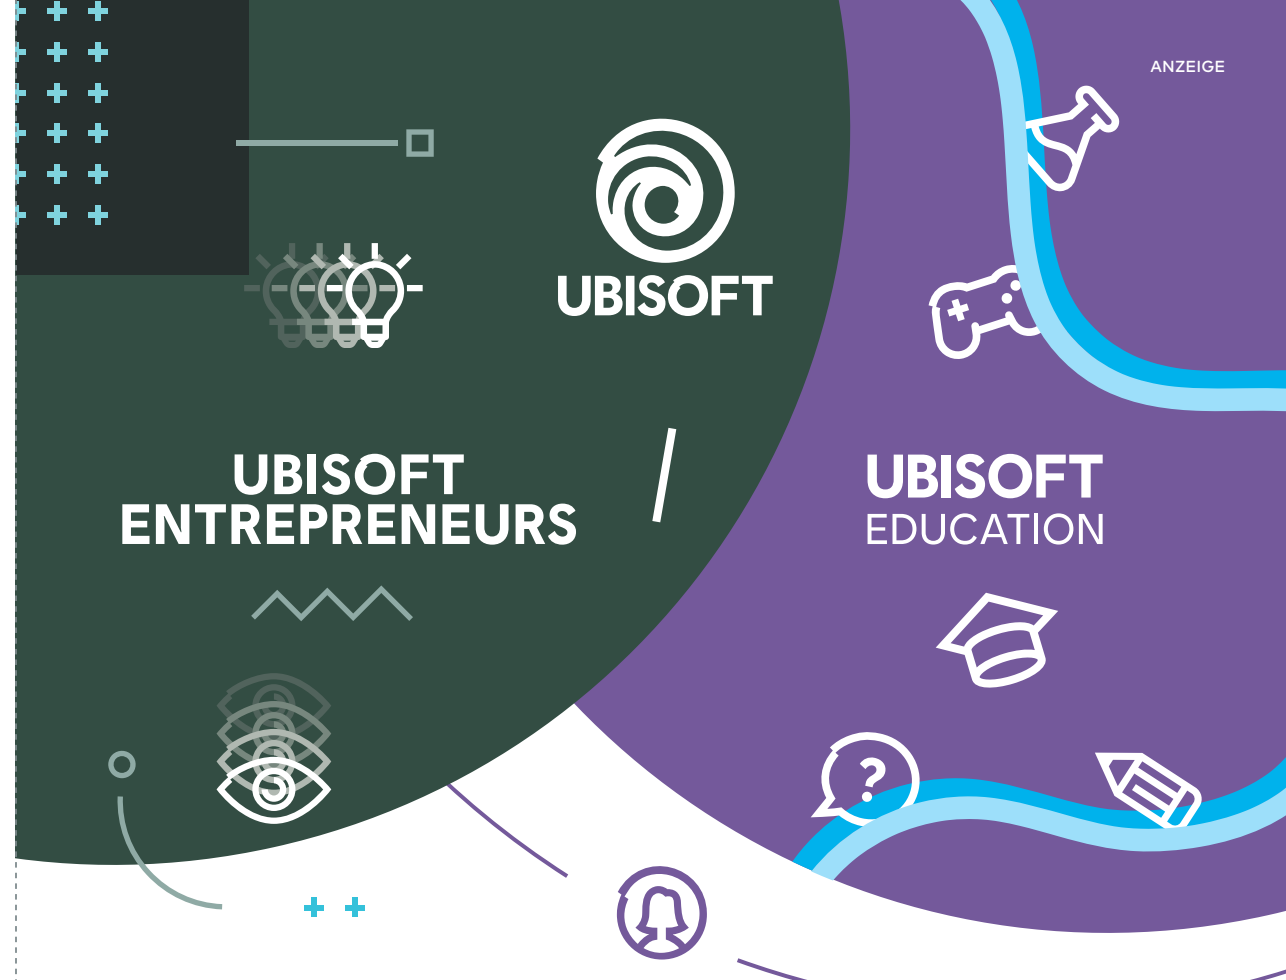 ANZEIGE
UBISOFT
UBISOFT
ENTREPRENEURS
/
UBISOFT
EDUCATION
?